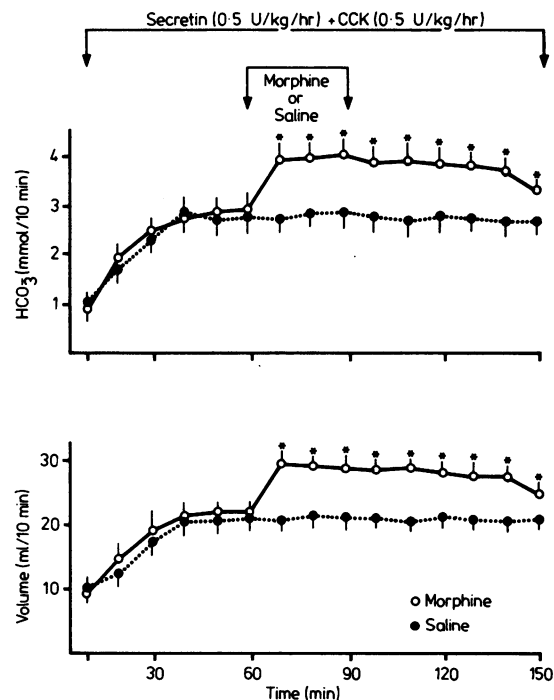 Secretin (0·5 U/kg/hr) + CCK (0·5 U/kg/hr)
Morphine
or
Saline
* * * * * * * * *
4
3
2
1
HCO3̄ (mmol/10 min)
* * * * * * * * *
30
20
10
Volume (ml/10 min)
Morphine
Saline
30 60 90 120 150
Time (min)